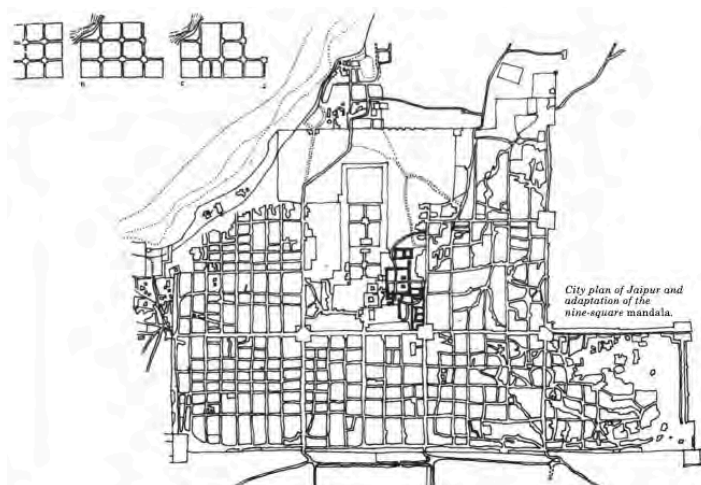 City plan of Jaipur and
adaptation of the
nine-square mandala.